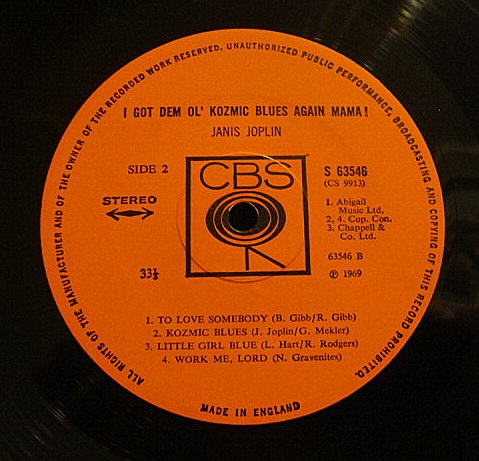 ALL RIGHTS OF THE MANUFACTURER AND OF THE OWNER OF THE RECORDED WORK RESERVED. UNAUTHORIZED PUBLIC PERFORMANCE, BROADCASTING AND COPYING OF THIS RECORD PROHIBITED.
I GOT DEM OL' KOZMIC BLUES AGAIN MAMA!
JANIS JOPLIN
SIDE 2
CBS
S 63546
(CS 9913)
STEREO
1. Abigail
Music Ltd.
2, 4. Cop. Con.
3. Chappell &
Co. Ltd.
63546 B
33⅓
℗ 1969
1. TO LOVE SOMEBODY (B. Gibb/R. Gibb)
2. KOZMIC BLUES (J. Joplin/G. Mekler)
3. LITTLE GIRL BLUE (L. Hart/R. Rodgers)
4. WORK ME, LORD (N. Gravenites)
MADE IN ENGLAND